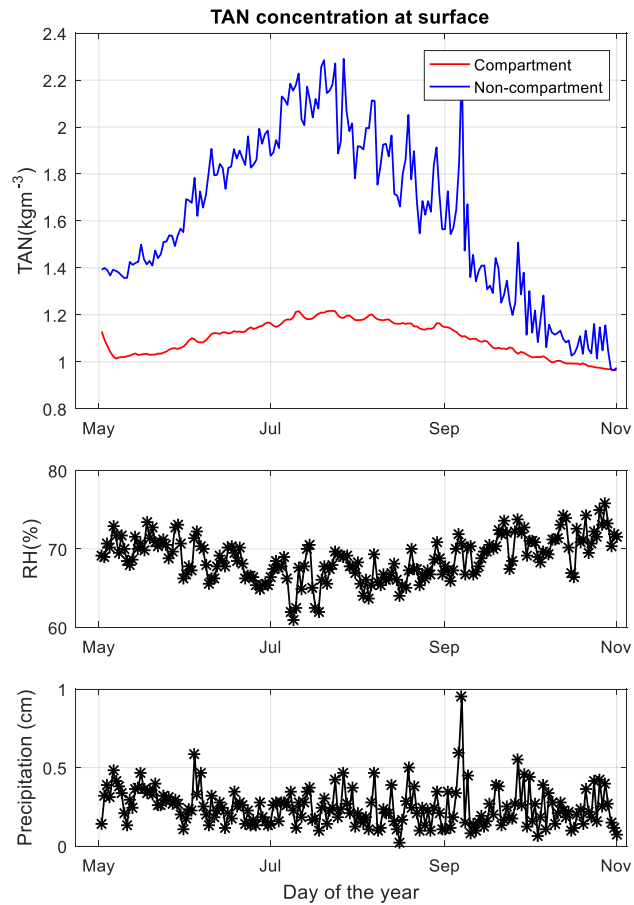 TAN concentration at surface
2.4
2.2
2
1.8
1.6
1.4
1.2
1
0.8
TAN(kgm⁻³)
Compartment
Non-compartment
May
Jul
Sep
Nov
80
70
60
RH(%)
May
Jul
Sep
Nov
1
0.5
0
Precipitation (cm)
May
Jul
Sep
Nov
Day of the year